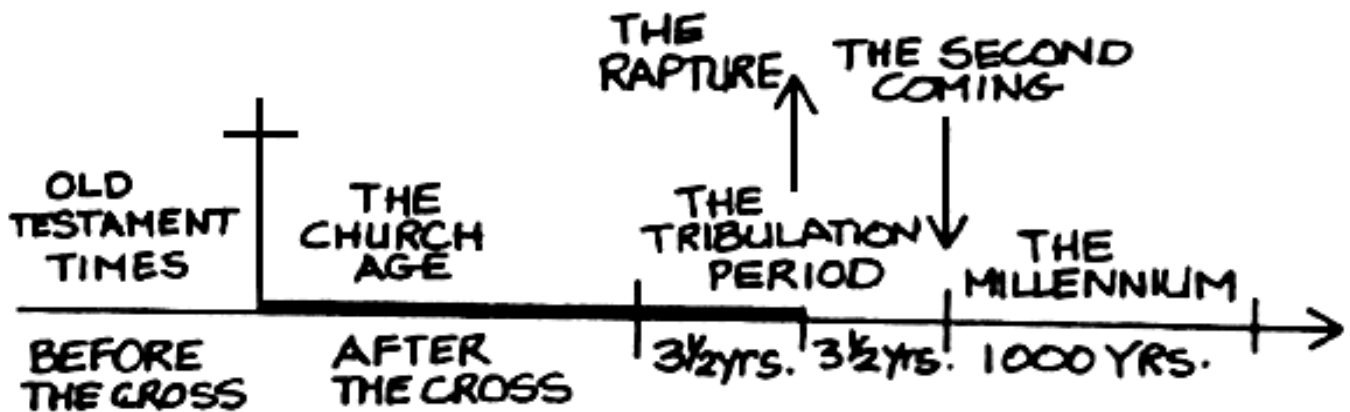 THE
RAPTURE
THE SECOND
COMING
OLD
TESTAMENT
TIMES
THE
CHURCH
AGE
THE
TRIBULATION
PERIOD
THE
MILLENNIUM
BEFORE
THE CROSS
AFTER
THE CROSS
3½yrs.
3½yrs.
1000 YRS.